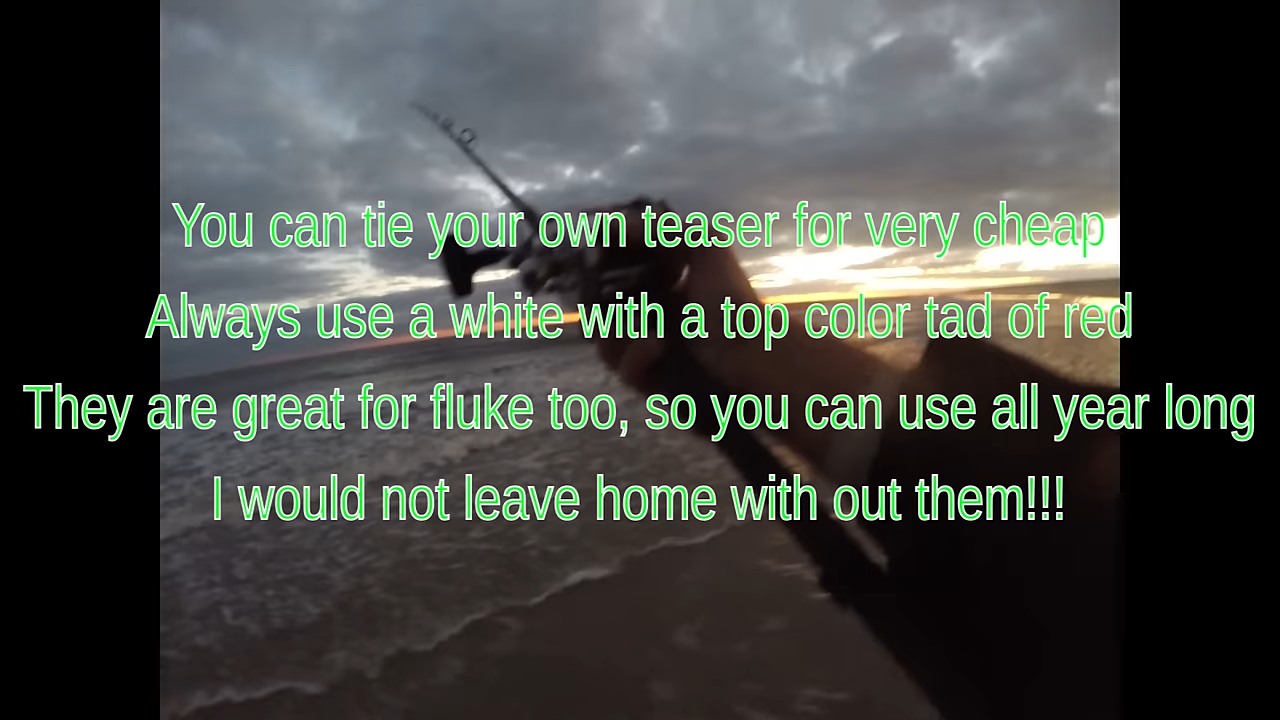 You can tie your own teaser for very cheap
Always use a white with a top color tad of red
They are great for fluke too, so you can use all year long
I would not leave home with out them!!!